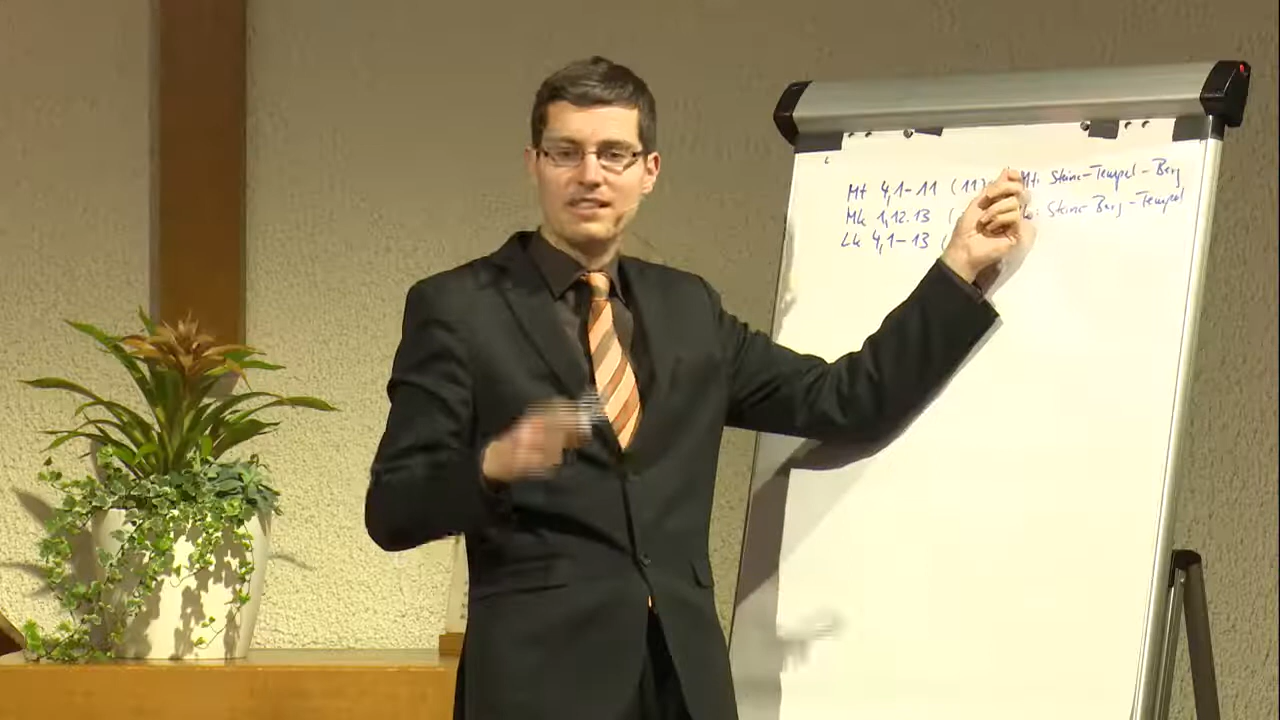 Mt 4,1-11 (11) Mt: Steine-Tempel-Berg
Mk 1,12.13 ( Steine-Berg-Tempel
Lk 4,1-13 (